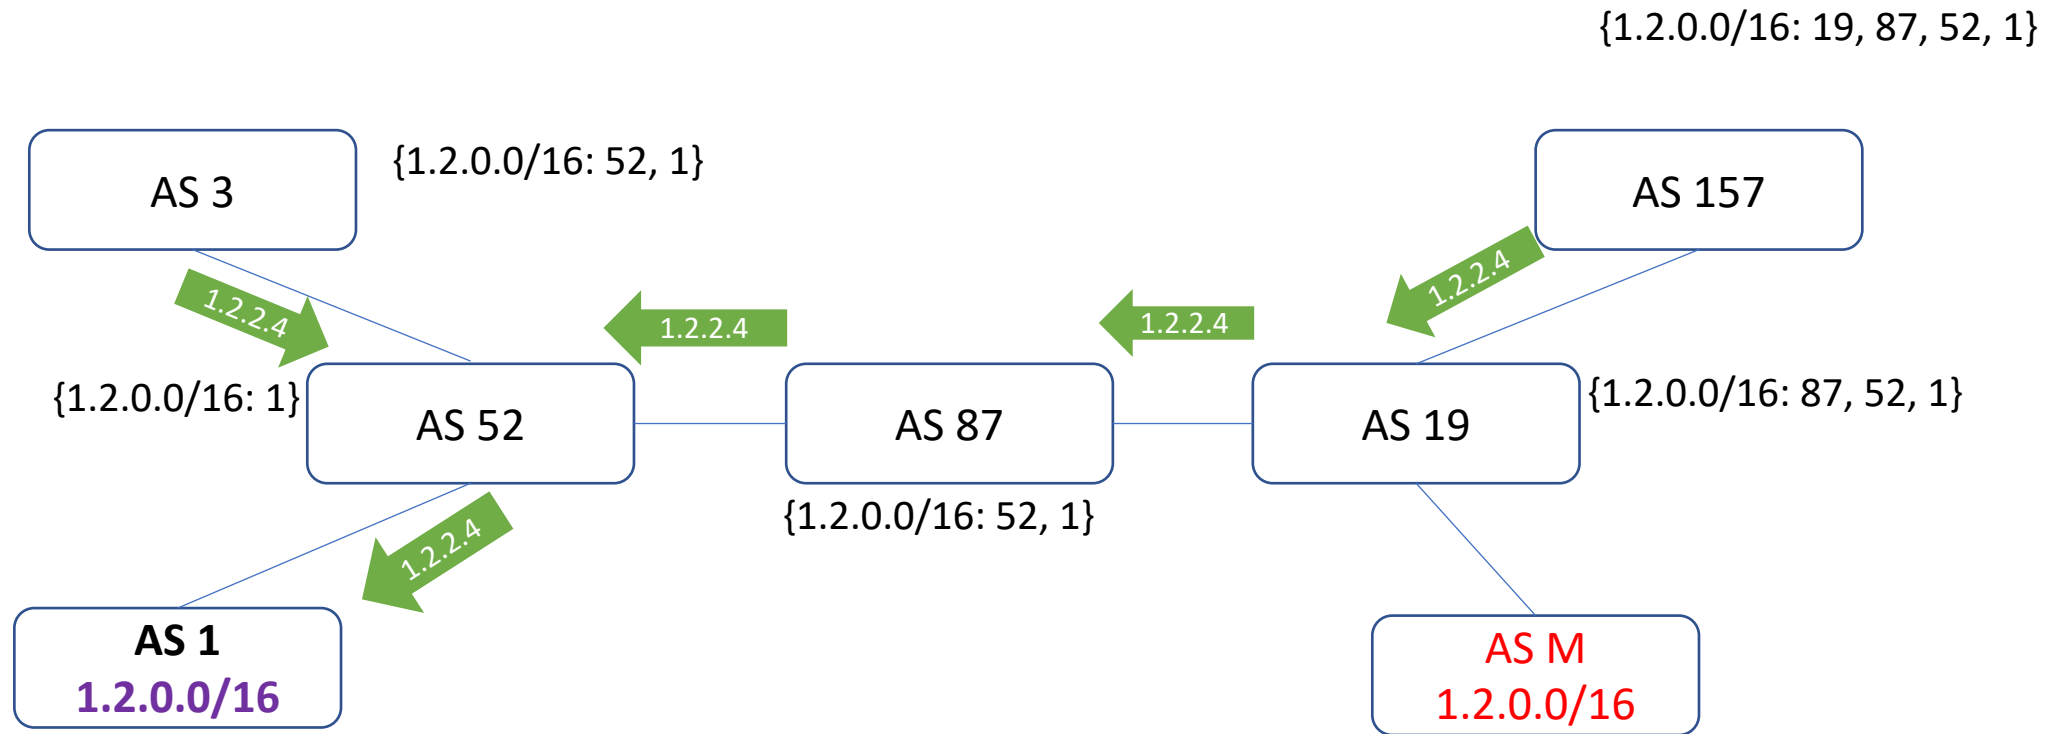 {1.2.0.0/16: 19, 87, 52, 1}
AS 3
{1.2.0.0/16: 52, 1}
AS 157
1.2.2.4
1.2.2.4
1.2.2.4
1.2.2.4
{1.2.0.0/16: 1}
AS 52
AS 87
AS 19
{1.2.0.0/16: 87, 52, 1}
{1.2.0.0/16: 52, 1}
1.2.2.4
AS 1
1.2.0.0/16
AS M
1.2.0.0/16